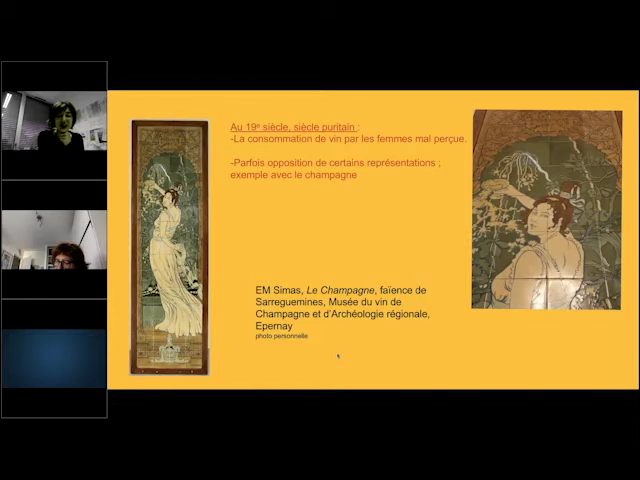 Au 19e siècle, siècle puritain :
-La consommation de vin par les femmes mal perçue.
-Parfois opposition de certains représentations ;
exemple avec le champagne
EM Simas, Le Champagne, faïence de
Sarreguemines, Musée du vin de
Champagne et d'Archéologie régionale,
Epernay
photo personnelle